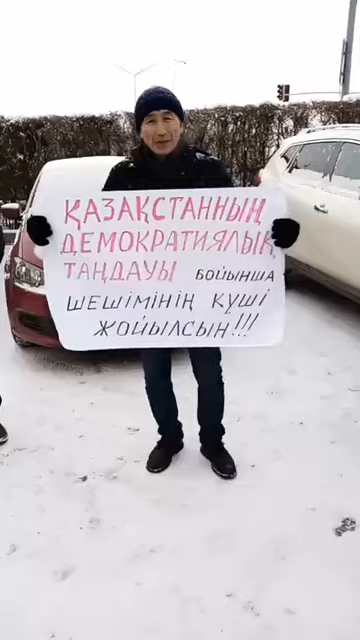 ҚАЗАҚСТАННЫҢ
ДЕМОКРАТИЯЛЫҚ
ТАҢДАУЫ БОЙЫНША
ШЕШІМІНІҢ КҮШІ
ЖОЙЫЛСЫН!!!